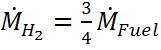 Ṁ_{H_2} = \frac{3}{4} Ṁ_{Fuel}